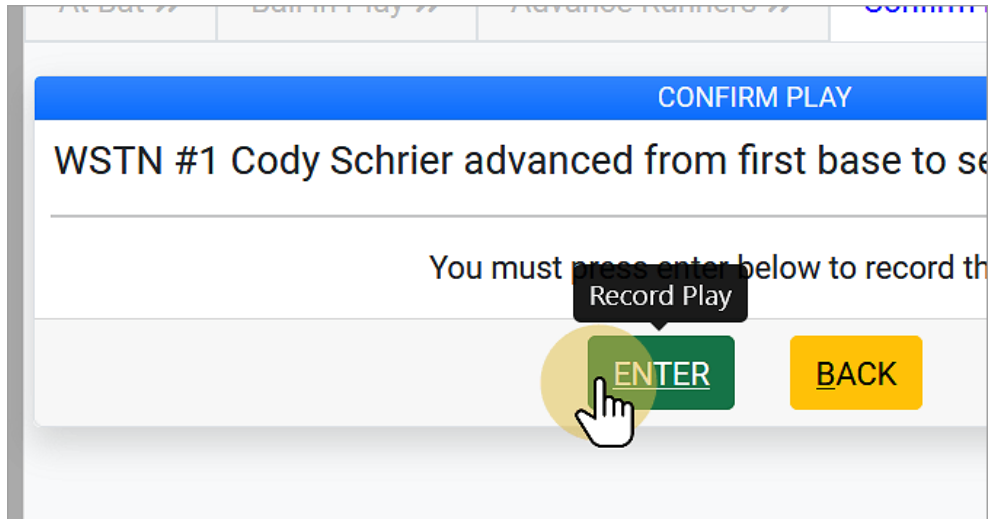 At Bat »
Ball In Play »
Advance Runners »
CONFIRM PLAY
WSTN #1 Cody Schrier advanced from first base to se
You must press enter below to record th
Record Play
ENTER
BACK